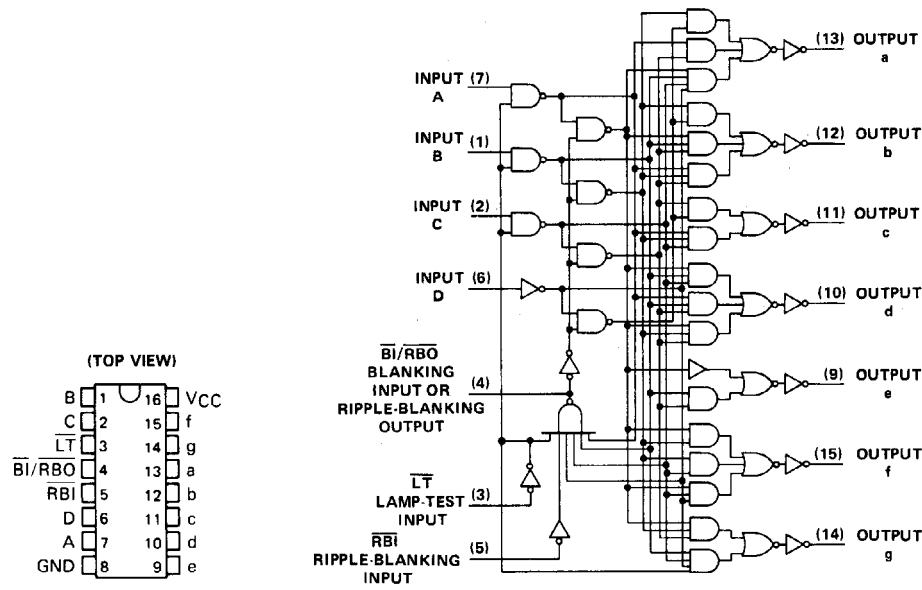 (TOP VIEW)
B 1 16 VCC
C 2 15 f
LT 3 14 g
BI/RBO 4 13 a
RBI 5 12 b
D 6 11 c
A 7 10 d
GND 8 9 e
INPUT (7)
A
INPUT (1)
B
INPUT (2)
C
INPUT (6)
D
BI/RBO
BLANKING
(4)
INPUT OR
RIPPLE-BLANKING
OUTPUT
LT
(3) LAMP-TEST
INPUT
RBI (5)
RIPPLE-BLANKING
INPUT
(13) OUTPUT
a
(12) OUTPUT
b
(11) OUTPUT
c
(10) OUTPUT
d
(9) OUTPUT
e
(15) OUTPUT
f
(14) OUTPUT
g